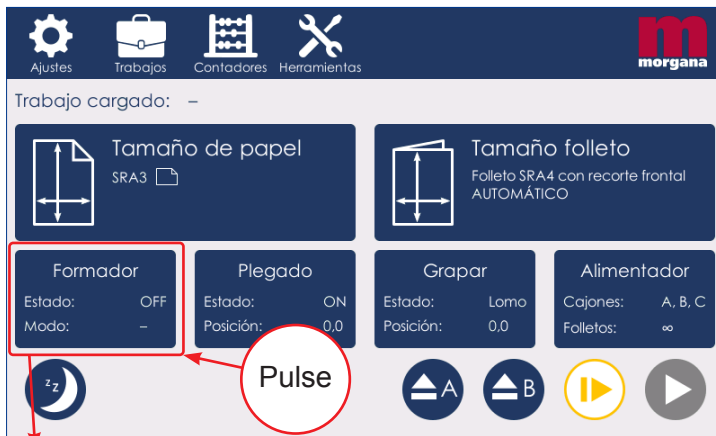 Ajustes
Trabajos
Contadores
Herramientas
m
morgana
Trabajo cargado: –
Tamaño de papel
SRA3
Tamaño folleto
Folleto SRA4 con recorte frontal
AUTOMÁTICO
Formador
Estado: OFF
Modo: –
Plegado
Estado: ON
Posición: 0,0
Grapar
Estado: Lomo
Posición: 0,0
Alimentador
Cajones: A, B, C
Folletos: ∞
z z
Pulse
A
B